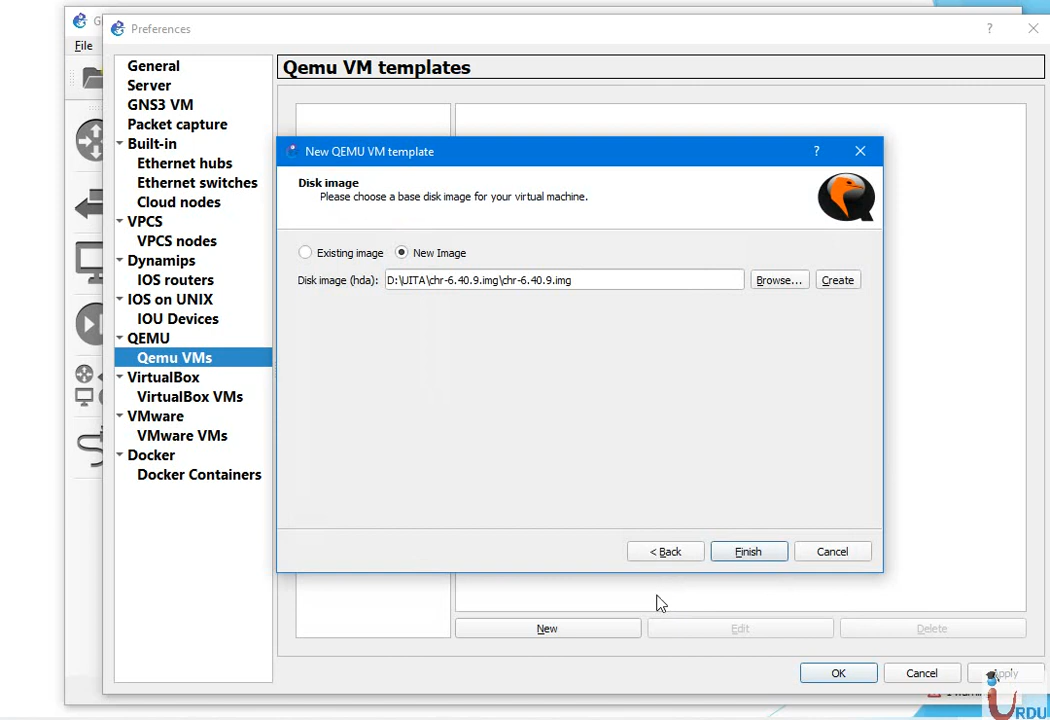 G
Preferences
?
File
General
Server
GNS3 VM
Packet capture
Built-in
Ethernet hubs
Ethernet switches
Cloud nodes
VPCS
VPCS nodes
Dynamips
IOS routers
IOS on UNIX
IOU Devices
QEMU
Qemu VMs
VirtualBox
VirtualBox VMs
VMware
VMware VMs
Docker
Docker Containers
Qemu VM templates
New QEMU VM template
?
Disk image
Please choose a base disk image for your virtual machine.
Existing image New Image
Disk image (hda): D:\UITA\chr-6.40.9.img\chr-6.40.9.img Browse... Create
< Back Finish Cancel
New Edit Delete
OK Cancel Apply
URDU